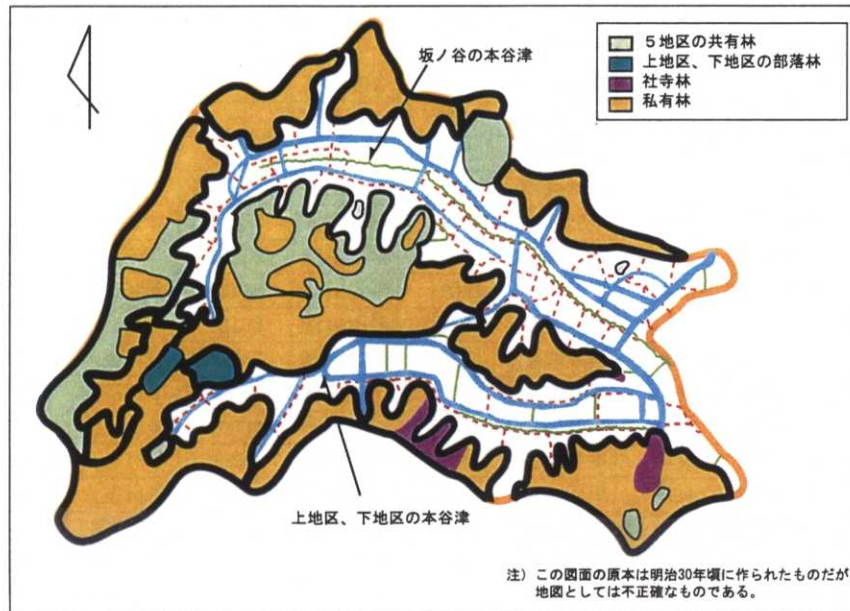 坂ノ谷の本谷津
５地区の共有林
上地区、下地区の部落林
社寺林
私有林
上地区、下地区の本谷津
注）この図面の原本は明治30年頃に作られたものだが
地図としては不正確なものである。